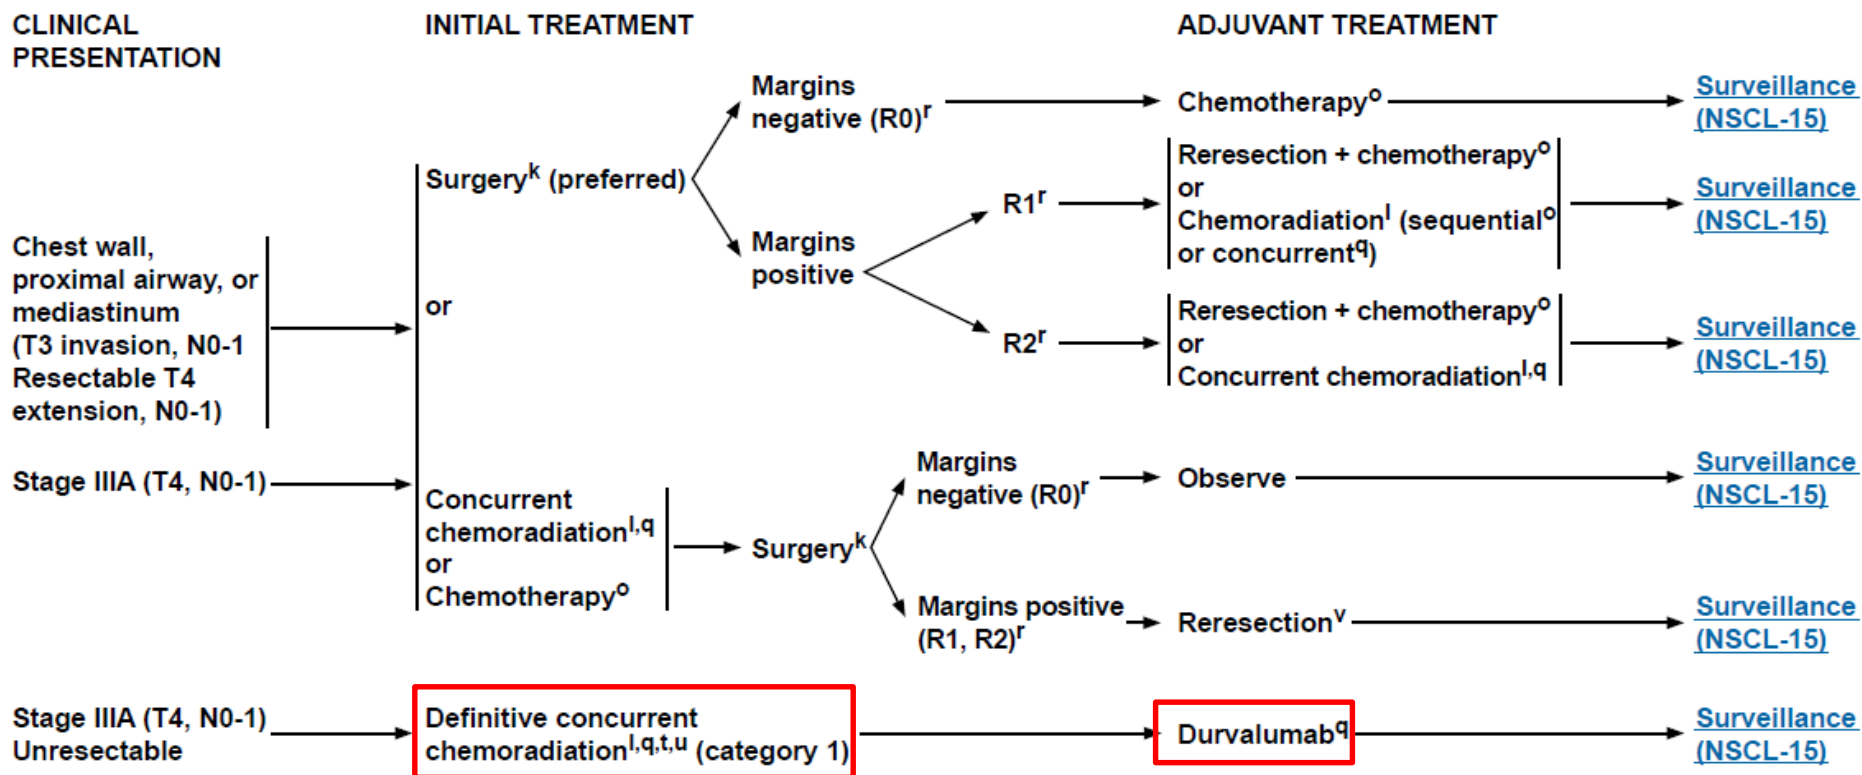 CLINICAL
PRESENTATION
INITIAL TREATMENT
ADJUVANT TREATMENT
Chest wall,
proximal airway, or
mediastinum
(T3 invasion, N0-1
Resectable T4
extension, N0-1)
Stage IIIA (T4, N0-1)
Surgeryᵏ (preferred)
or
Concurrent
chemoradiationˡ,q
or
Chemotherapyᵒ
Margins
negative (R0)ʳ
Chemotherapyᵒ
Surveillance
(NSCL-15)
Margins
positive
R1ʳ
Reresection + chemotherapyᵒ
or
Chemoradiationˡ (sequentialᵒ
or concurrentq)
Surveillance
(NSCL-15)
R2ʳ
Reresection + chemotherapyᵒ
or
Concurrent chemoradiationˡ,q
Surveillance
(NSCL-15)
Surgeryᵏ
Margins
negative (R0)ʳ
Observe
Surveillance
(NSCL-15)
Margins positive
(R1, R2)ʳ
Reresectionᵛ
Surveillance
(NSCL-15)
Stage IIIA (T4, N0-1)
Unresectable
Definitive concurrent
chemoradiationˡ,q,t,u (category 1)
Durvalumabq
Surveillance
(NSCL-15)